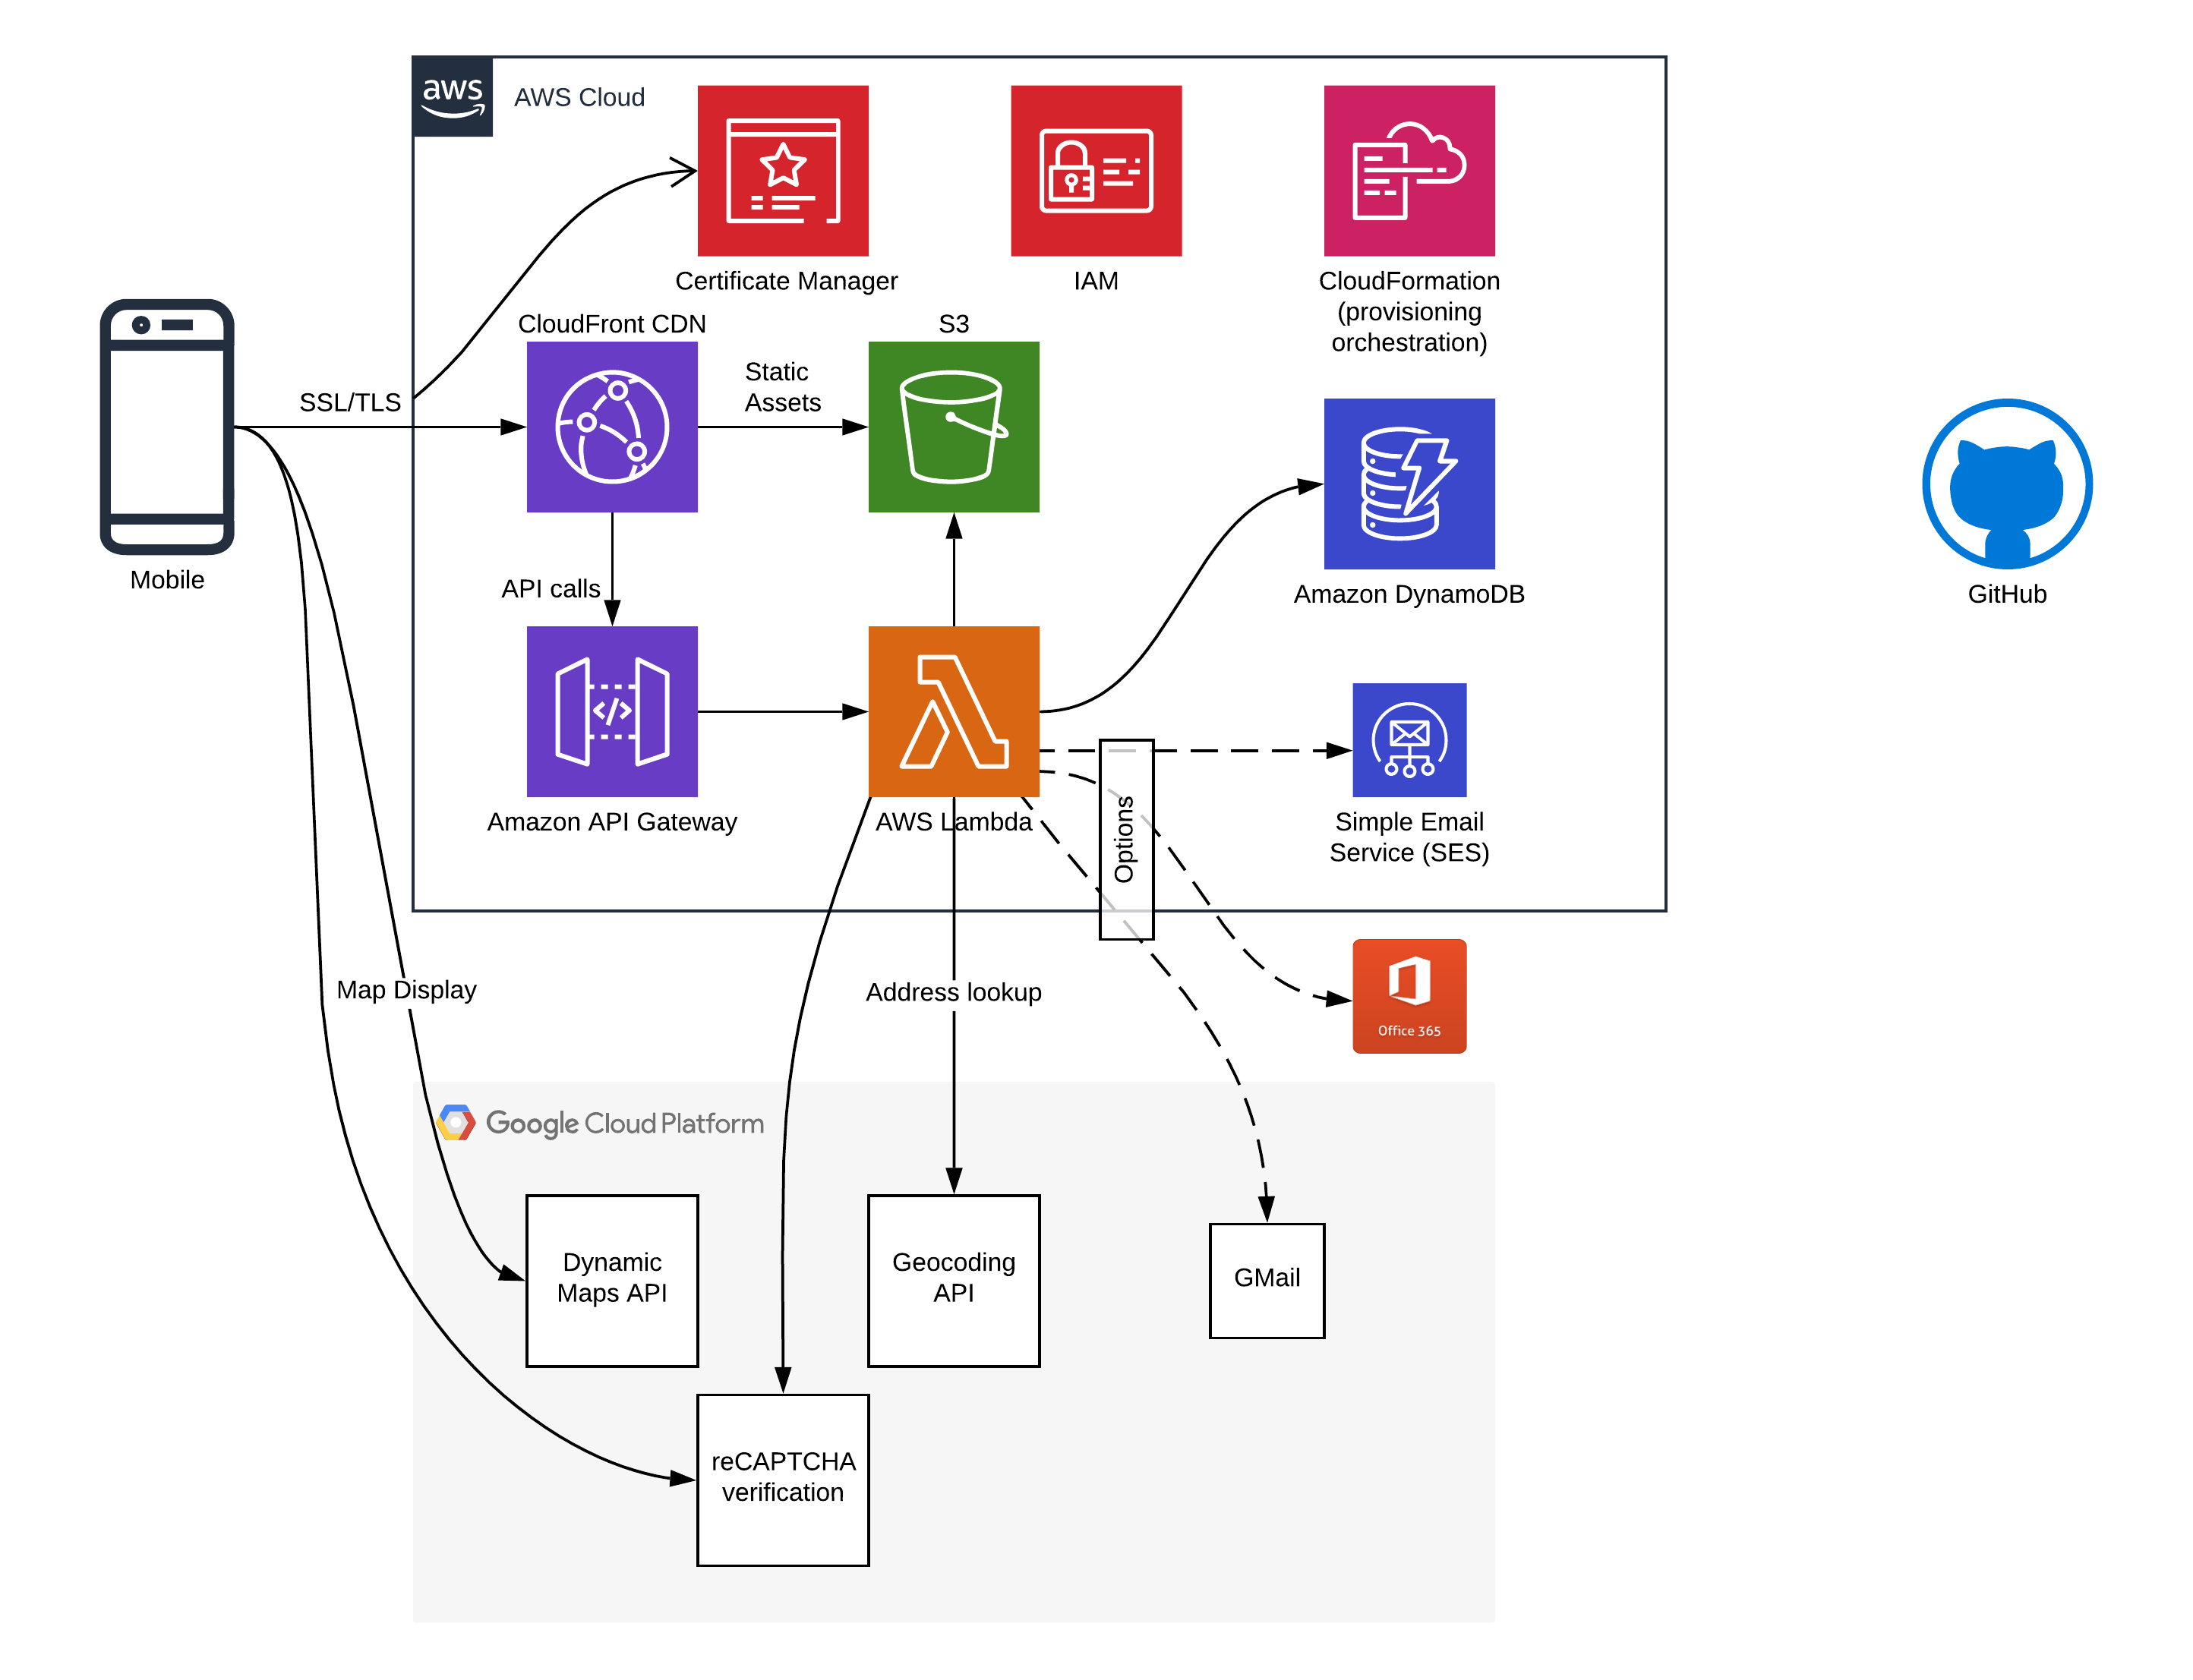 aws
AWS Cloud
Certificate Manager
IAM
CloudFormation
(provisioning
orchestration)
CloudFront CDN
S3
Static
Assets
SSL/TLS
Mobile
API calls
Amazon DynamoDB
GitHub
Amazon API Gateway
AWS Lambda
Options
Simple Email
Service (SES)
Map Display
Address lookup
Office 365
Google Cloud Platform
Dynamic
Maps API
Geocoding
API
GMail
reCAPTCHA
verification